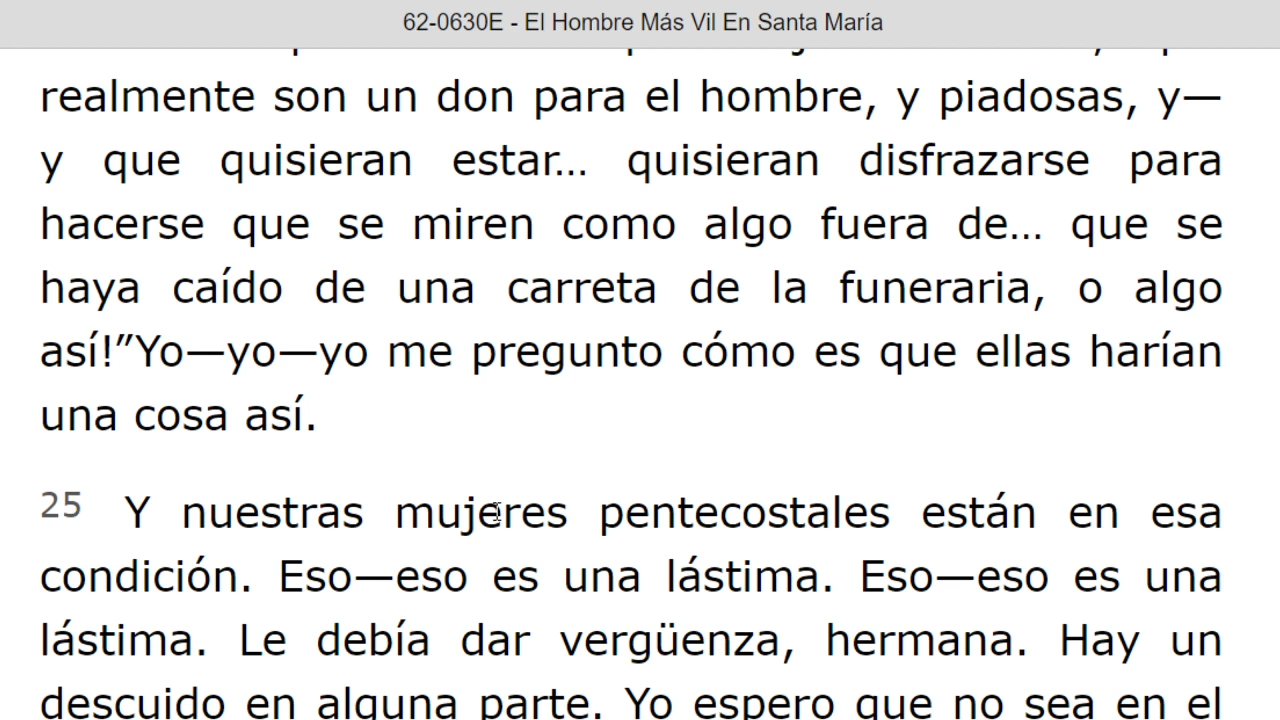 62-0630E - El Hombre Más Vil En Santa María
realmente son un don para el hombre, y piadosas, y—
y que quisieran estar… quisieran disfrazarse para
hacerse que se miren como algo fuera de… que se
haya caído de una carreta de la funeraria, o algo
así!”Yo—yo—yo me pregunto cómo es que ellas harían
una cosa así.
25 Y nuestras mujeres pentecostales están en esa
condición. Eso—eso es una lástima. Eso—eso es una
lástima. Le debía dar vergüenza, hermana. Hay un
descuido en alguna parte. Yo espero que no sea en el